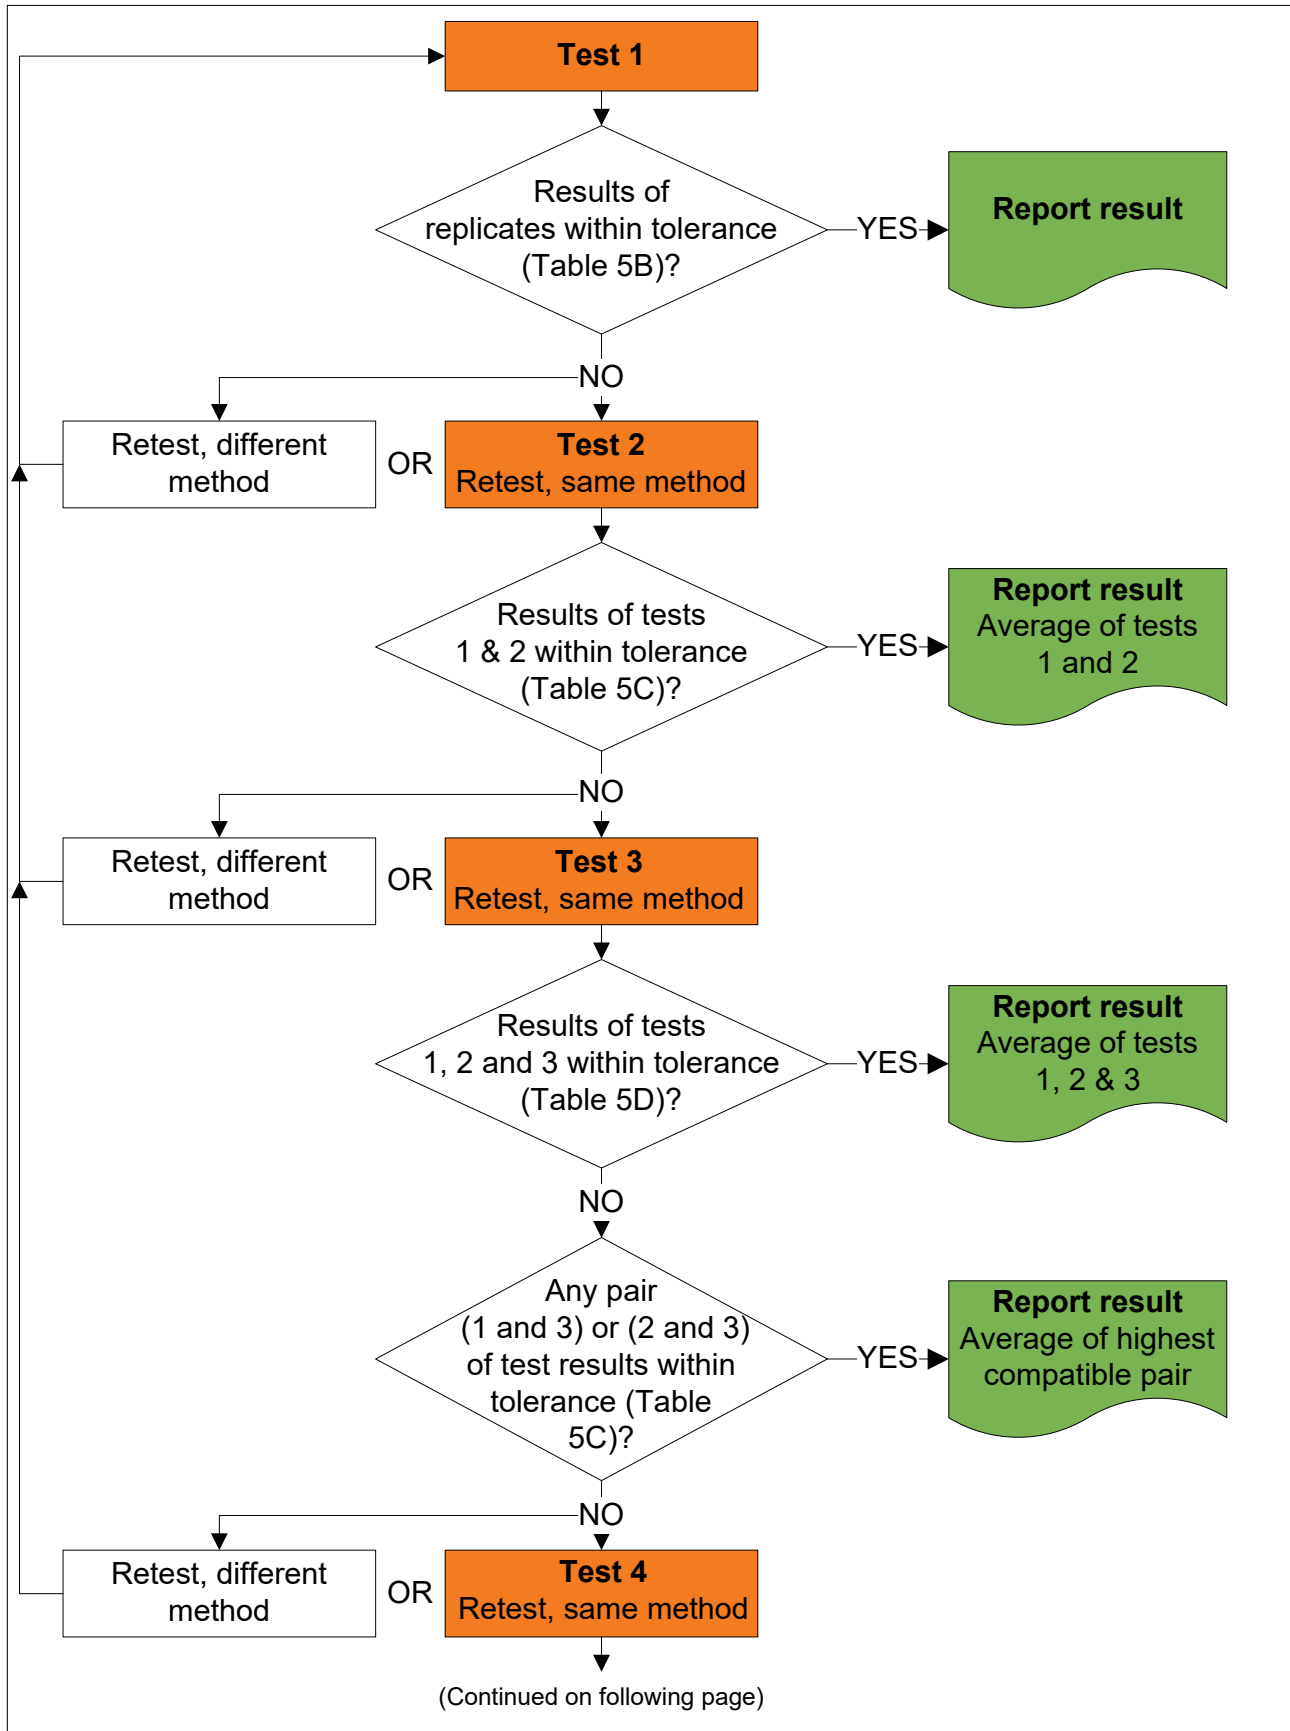 Test 1
Results of
replicates within tolerance
(Table 5B)?
YES
Report result
NO
Retest, different
method
OR
Test 2
Retest, same method
Results of tests
1 & 2 within tolerance
(Table 5C)?
YES
Report result
Average of tests
1 and 2
NO
Retest, different
method
OR
Test 3
Retest, same method
Results of tests
1, 2 and 3 within tolerance
(Table 5D)?
YES
Report result
Average of tests
1, 2 & 3
NO
Any pair
(1 and 3) or (2 and 3)
of test results within
tolerance (Table
5C)?
YES
Report result
Average of highest
compatible pair
NO
Retest, different
method
OR
Test 4
Retest, same method
(Continued on following page)